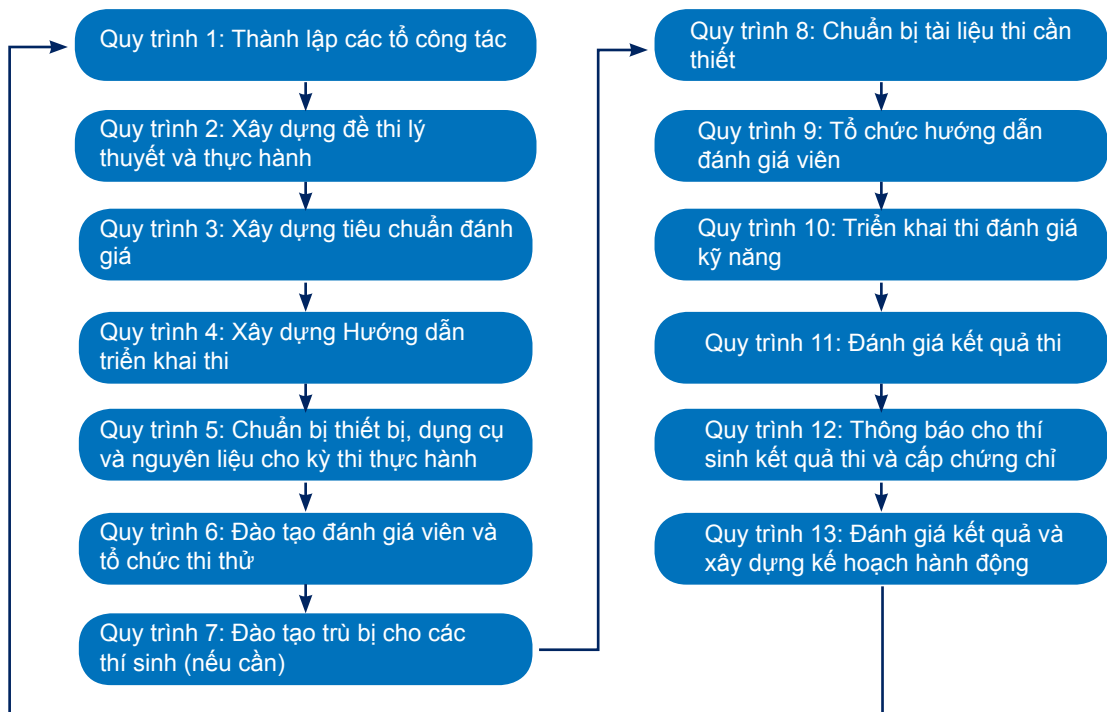 Quy trình 1: Thành lập các tổ công tác
Quy trình 2: Xây dựng đề thi lý
thuyết và thực hành
Quy trình 3: Xây dựng tiêu chuẩn đánh
giá
Quy trình 4: Xây dựng Hướng dẫn
triển khai thi
Quy trình 5: Chuẩn bị thiết bị, dụng cụ
và nguyên liệu cho kỳ thi thực hành
Quy trình 6: Đào tạo đánh giá viên và
tổ chức thi thử
Quy trình 7: Đào tạo trù bị cho các
thí sinh (nếu cần)
Quy trình 8: Chuẩn bị tài liệu thi cần
thiết
Quy trình 9: Tổ chức hướng dẫn
đánh giá viên
Quy trình 10: Triển khai thi đánh giá
kỹ năng
Quy trình 11: Đánh giá kết quả thi
Quy trình 12: Thông báo cho thí
sinh kết quả thi và cấp chứng chỉ
Quy trình 13: Đánh giá kết quả và
xây dựng kế hoạch hành động